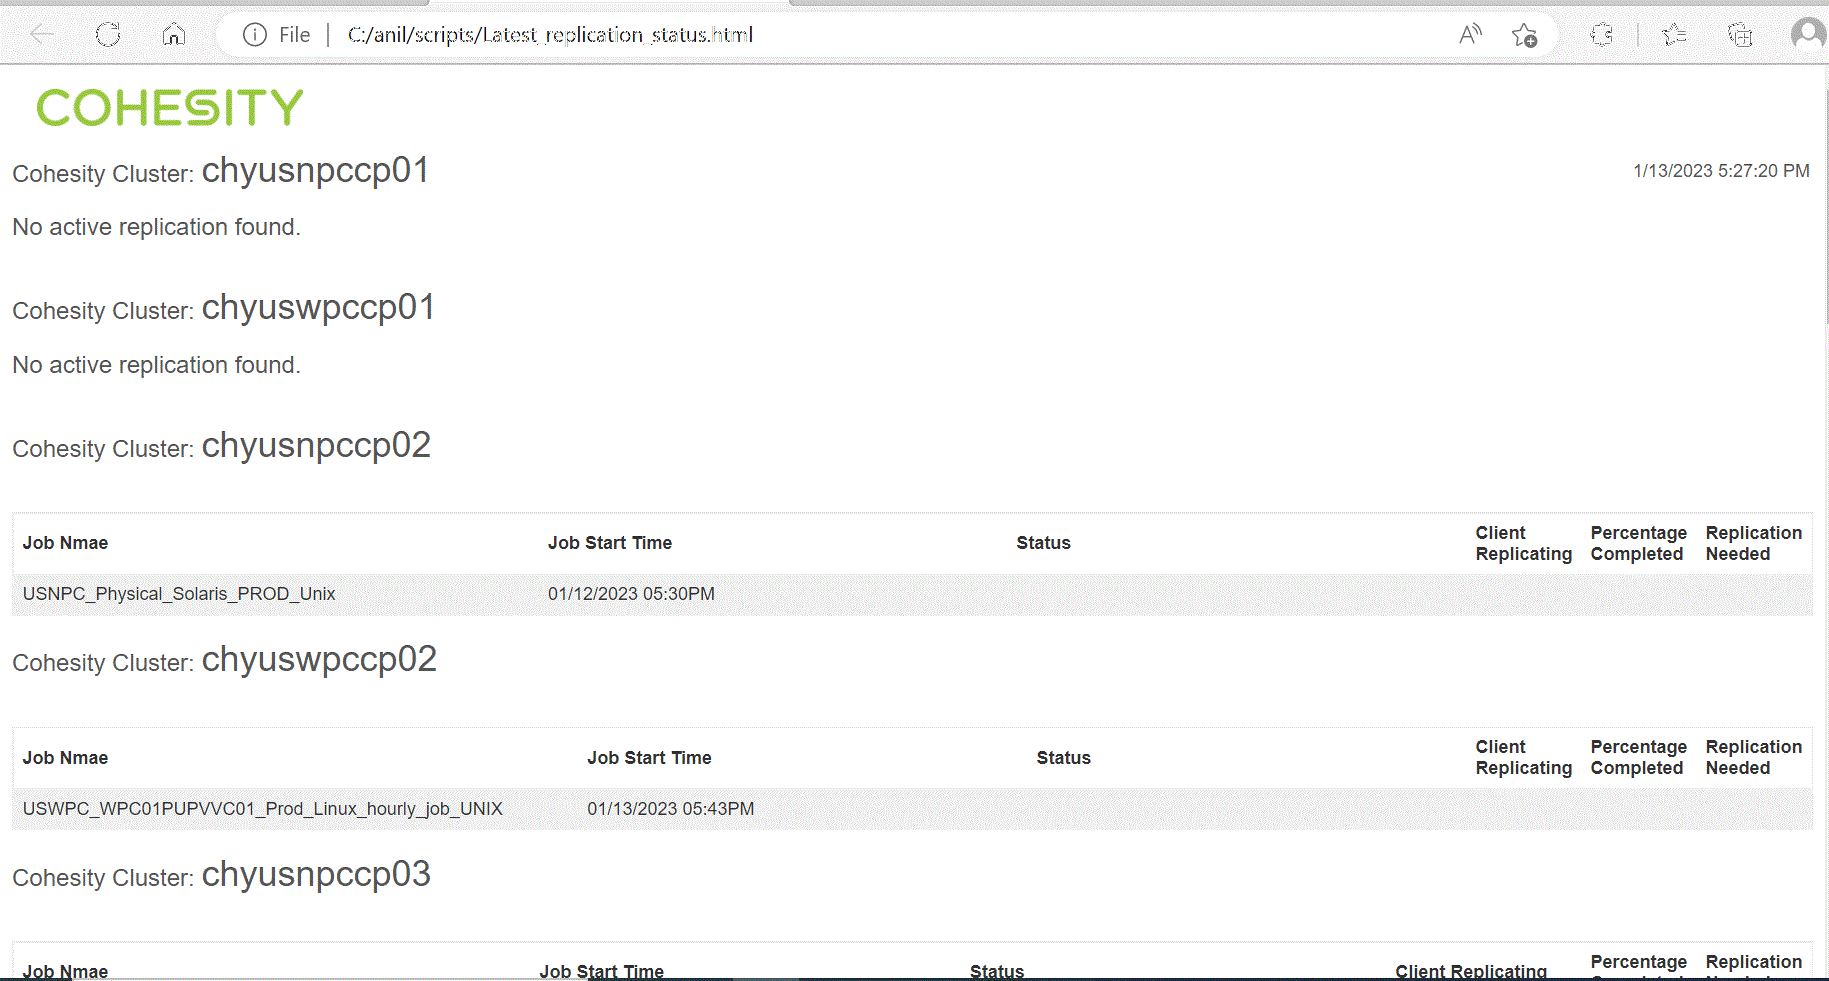 File | C:/anil/scripts/Latest_replication_status.html
COHESITY
Cohesity Cluster: chyusnpccp01 1/13/2023 5:27:20 PM
No active replication found.
Cohesity Cluster: chyuswpccp01
No active replication found.
Cohesity Cluster: chyusnpccp02
Job Nmae Job Start Time Status Client Replicating Percentage Completed Replication Needed
USNPC_Physical_Solaris_PROD_Unix 01/12/2023 05:30PM
Cohesity Cluster: chyuswpccp02
Job Nmae Job Start Time Status Client Replicating Percentage Completed Replication Needed
USWPC_WPC01PUPVVC01_Prod_Linux_hourly_job_UNIX 01/13/2023 05:43PM
Cohesity Cluster: chyusnpccp03
Job Nmae Job Start Time Status Client Replicating Percentage Replication